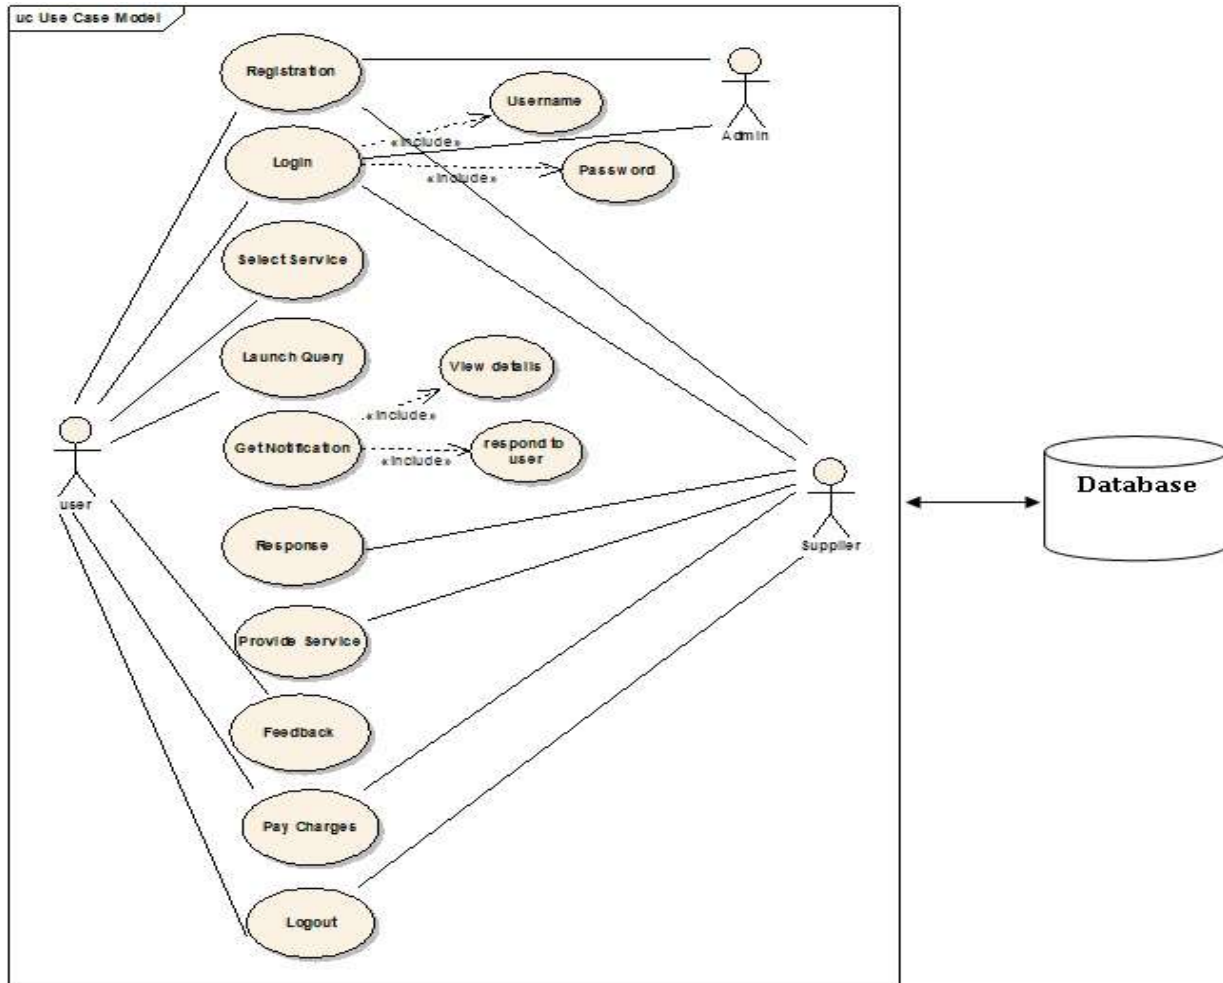 uc Use Case Model
Registration
Username
Admin
«include»
Login
Password
«include»
Select Service
Launch Query
View details
«include»
Get Notification
respond to
user
«include»
user
Database
Response
Supplier
Provide Service
Feedback
Pay Charges
Logout